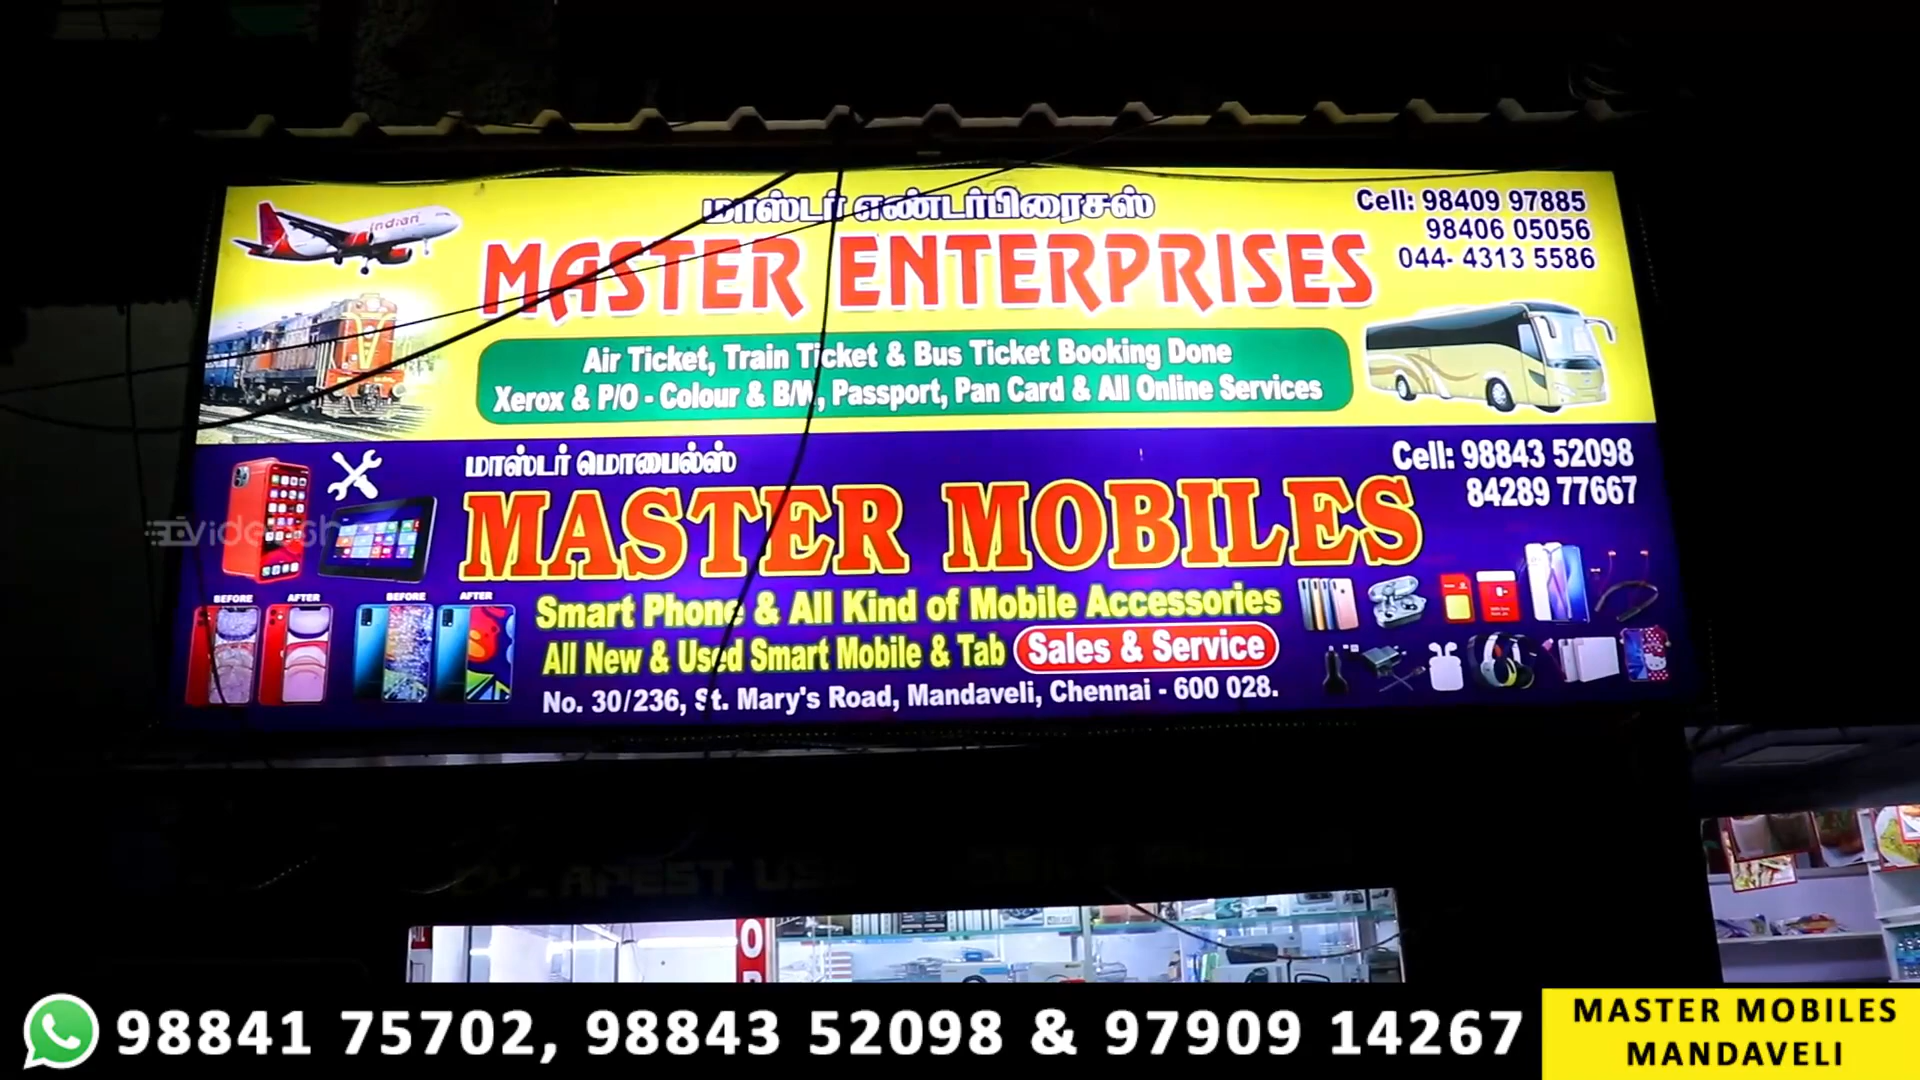 மாஸ்டர் எண்டர்பிரைசஸ்
MASTER ENTERPRISES
Cell: 98409 97885
98406 05056
044- 4313 5586
indian
Air Ticket, Train Ticket & Bus Ticket Booking Done
Xerox & P/O - Colour & B/W, Passport, Pan Card & All Online Services
மாஸ்டர் மொபைல்ஸ்
MASTER MOBILES
Cell: 98843 52098
84289 77667
BEFORE AFTER
BEFORE AFTER
Smart Phone & All Kind of Mobile Accessories
All New & Used Smart Mobile & Tab Sales & Service
No. 30/236, St. Mary's Road, Mandaveli, Chennai - 600 028.
98841 75702, 98843 52098 & 97909 14267
MASTER MOBILES
MANDAVELI